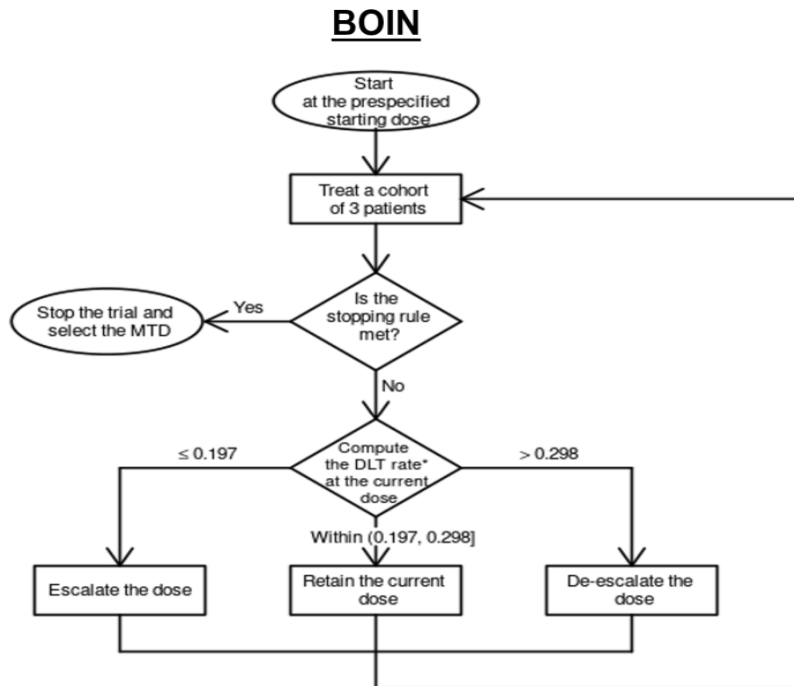 BOIN
Start
at the prespecified
starting dose
Treat a cohort
of 3 patients
Is the
stopping rule
met?
Yes
Stop the trial and
select the MTD
No
Compute
the DLT rate*
at the current
dose
≤ 0.197
> 0.298
Within (0.197, 0.298]
Escalate the dose
Retain the current
dose
De-escalate the
dose